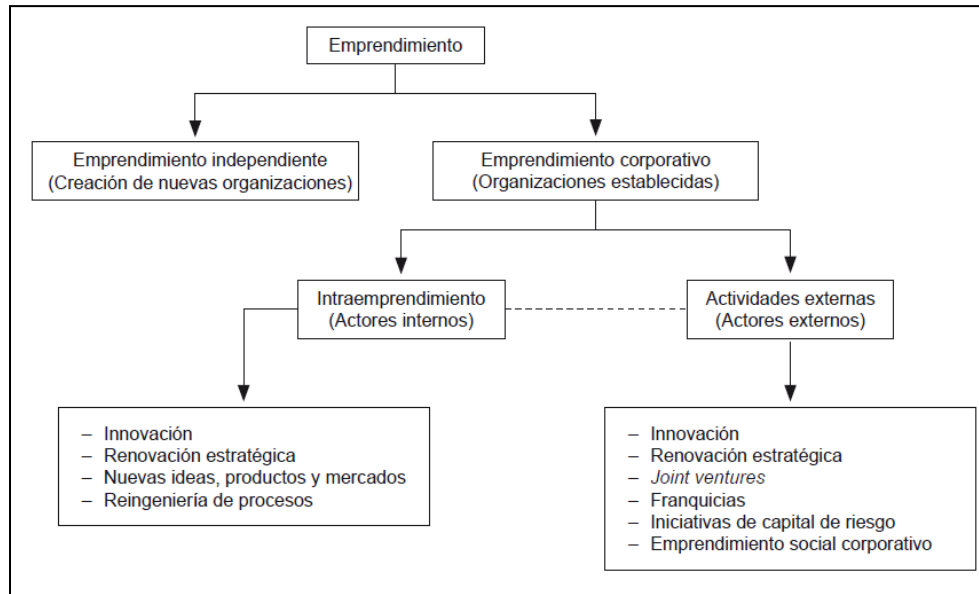 Emprendimiento
Emprendimiento independiente
(Creación de nuevas organizaciones)
Emprendimiento corporativo
(Organizaciones establecidas)
Intraemprendimiento
(Actores internos)
Actividades externas
(Actores externos)
– Innovación
– Renovación estratégica
– Nuevas ideas, productos y mercados
– Reingeniería de procesos
– Innovación
– Renovación estratégica
– Joint ventures
– Franquicias
– Iniciativas de capital de riesgo
– Emprendimiento social corporativo